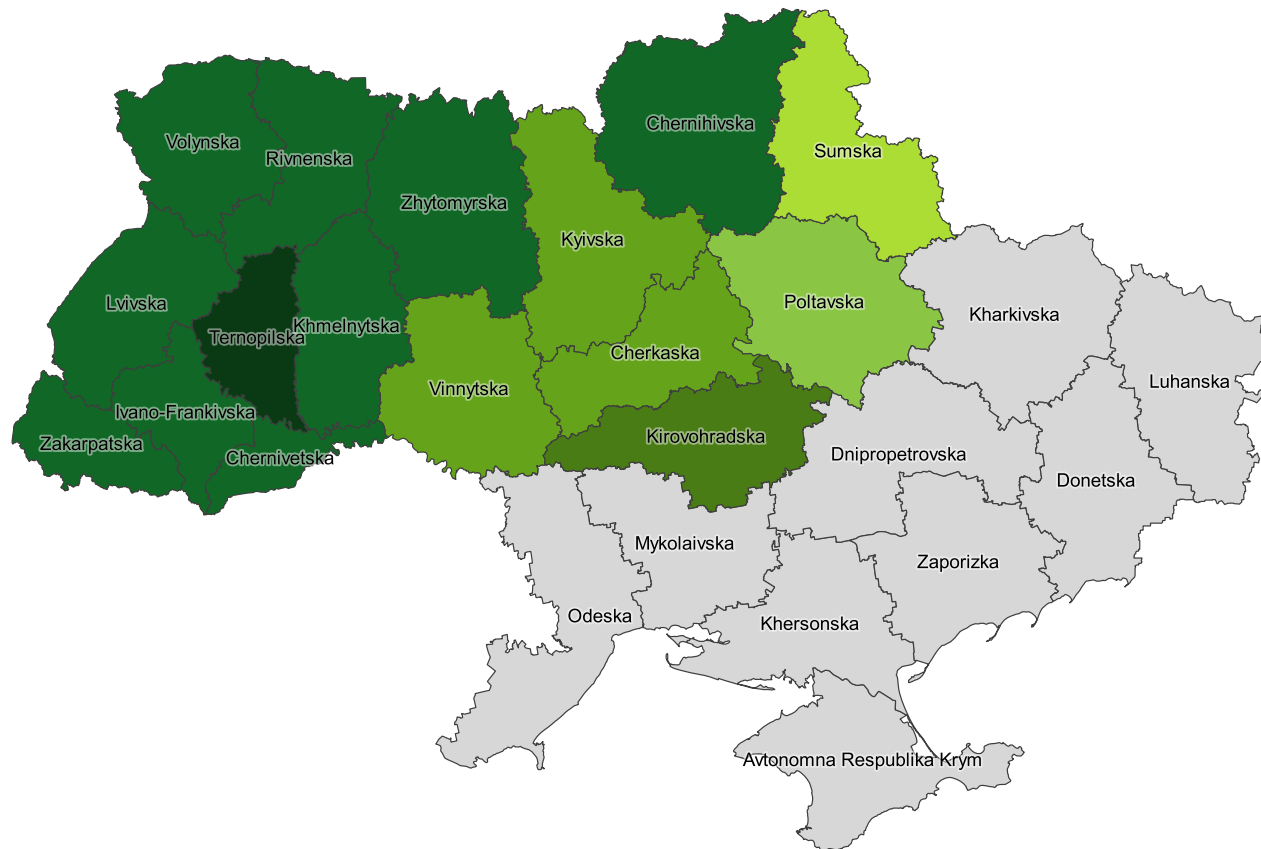 Chernihivska
Volynska
Rivnenska
Sumska
Zhytomyrska
Kyivska
Lvivska
Poltavska
Kharkivska
Khmelnytska
Ternopilska
Cherkaska
Luhanska
Vinnytska
Ivano-Frankivska
Kirovohradska
Zakarpatska
Chernivetska
Dnipropetrovska
Donetska
Mykolaivska
Zaporizka
Odeska
Khersonska
Avtonomna Respublika Krym